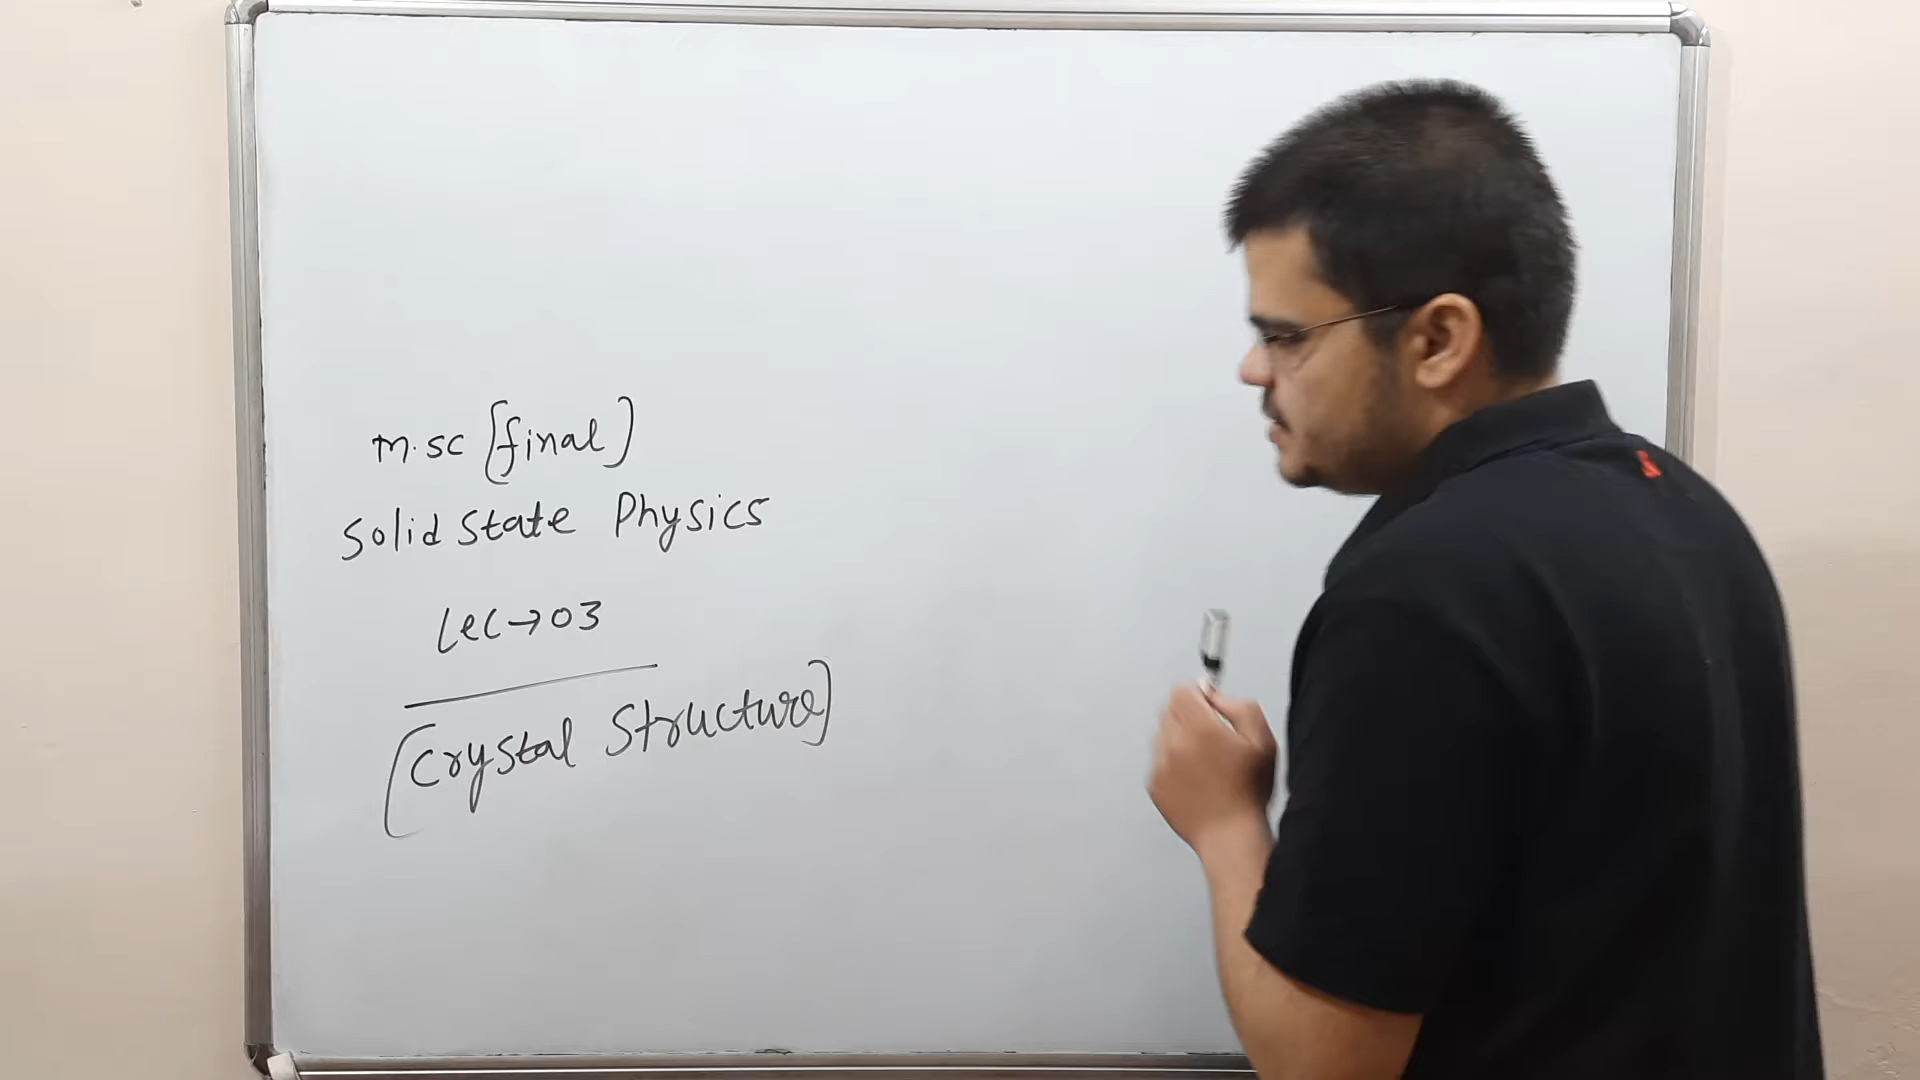 m.sc [final]
Solid state Physics
Lec→03
[Crystal Structure]